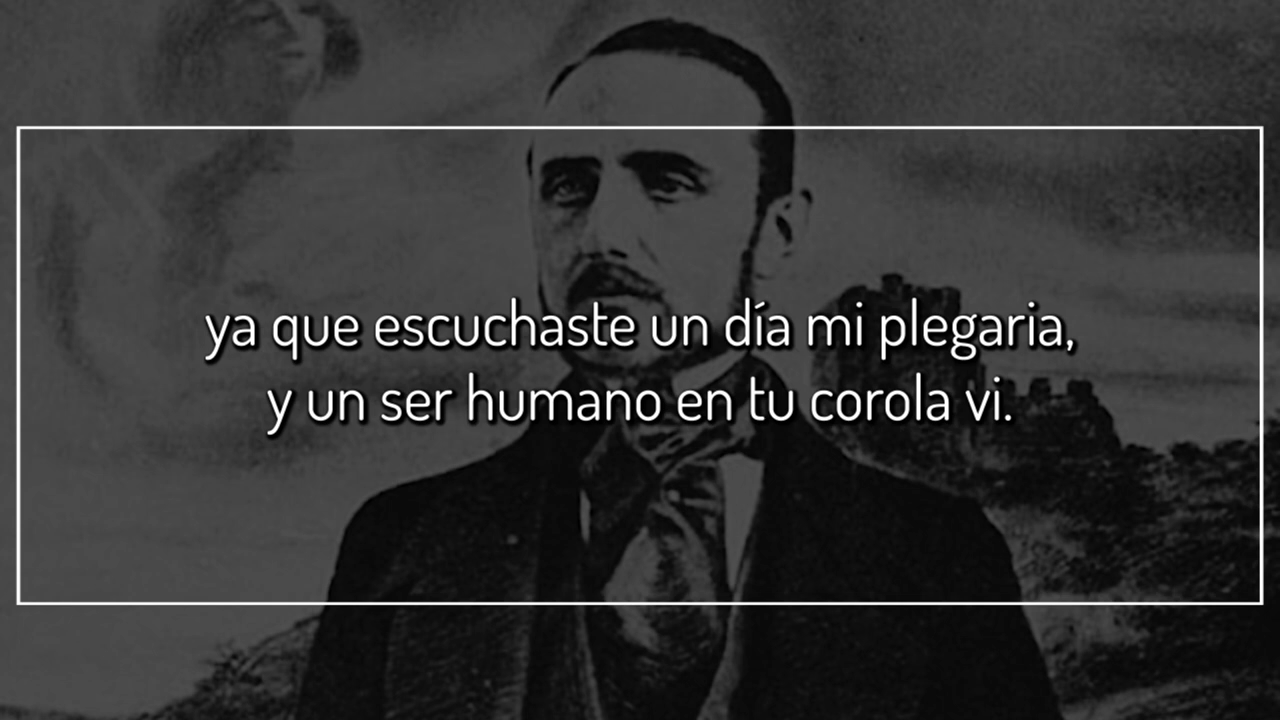 ya que escuchaste un día mi plegaria,
y un ser humano en tu corola vi.